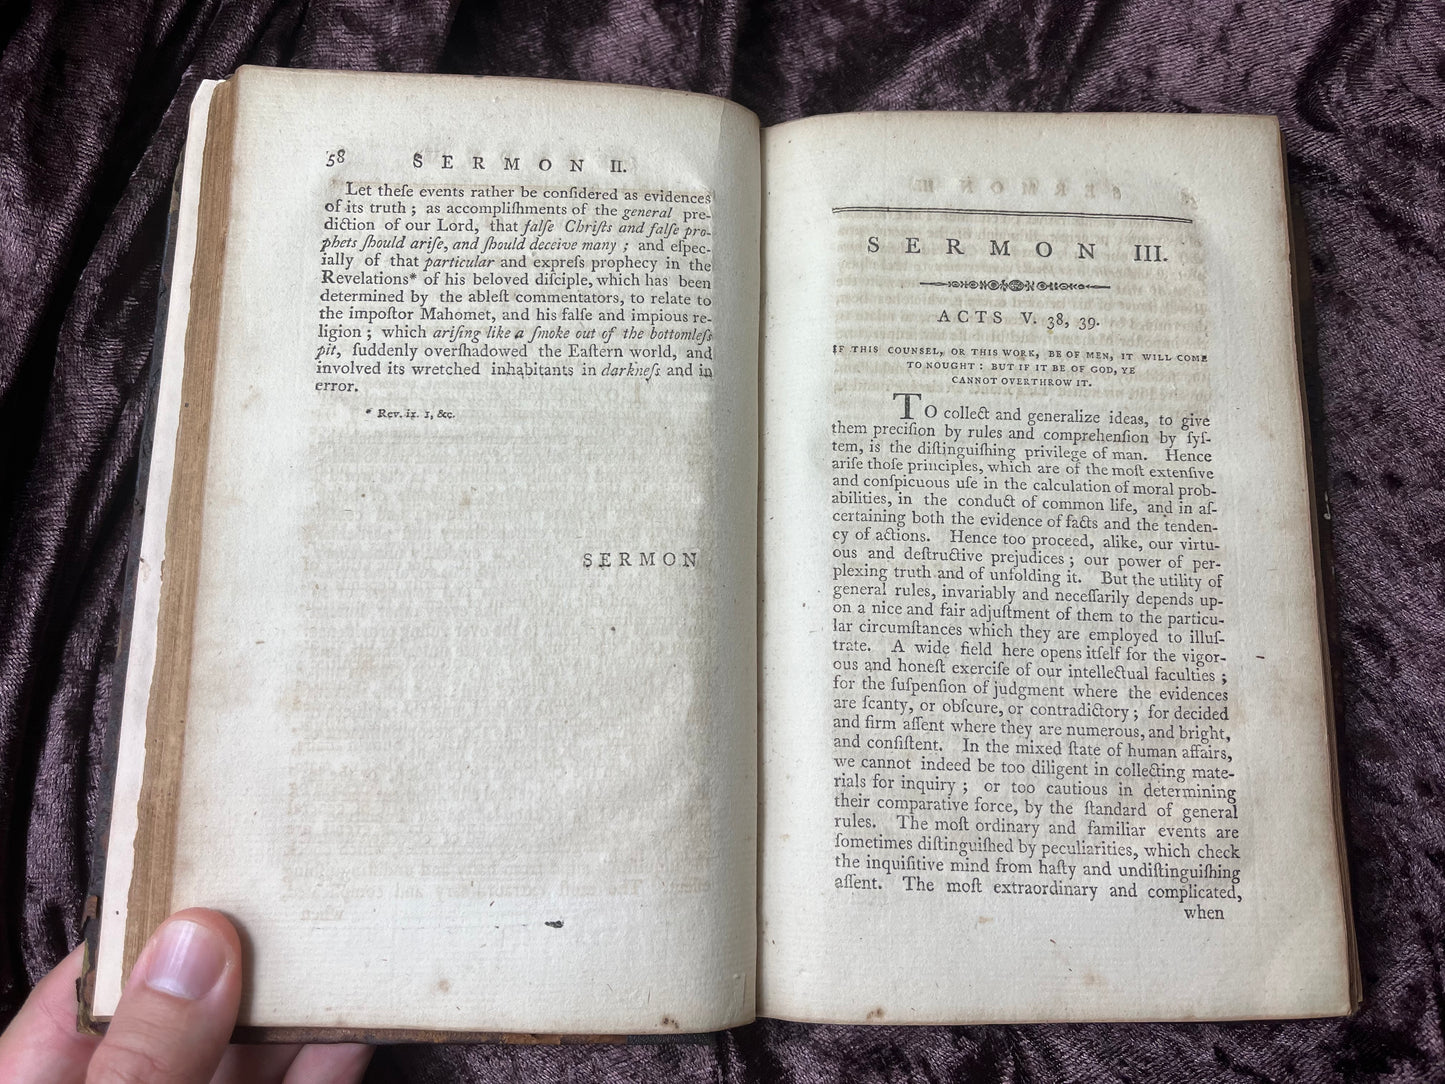 58 SERMON II.
Let theſe events rather be conſidered as evidences
of its truth ; as accompliſhments of the general pre-
diction of our Lord, that falſe Chriſts and falſe pro-
phets ſhould ariſe, and ſhould deceive many ; and eſpec-
ially of that particular and expreſs prophecy in the
Revelations* of his beloved diſciple, which has been
determined by the ableſt commentators, to relate to
the impoſtor Mahomet, and his falſe and impious re-
ligion ; which ariſing like a ſmoke out of the bottomleſs
pit, ſuddenly overſhadowed the Eaſtern world, and
involved its wretched inhabitants in darkneſs and in
error.
* Rev. ix. 1, &c.
SERMON
SERMON III.
ACTS V. 38, 39.
IF THIS COUNSEL, OR THIS WORK, BE OF MEN, IT WILL COME
TO NOUGHT : BUT IF IT BE OF GOD, YE
CANNOT OVERTHROW IT.
TO collect and generalize ideas, to give
them preciſion by rules and comprehenſion by ſyſ-
tem, is the diſtinguiſhing privilege of man. Hence
ariſe thoſe principles, which are of the moſt extenſive
and conſpicuous uſe in the calculation of moral prob-
abilities, in the conduct of common life, and in aſ-
certaining both the evidence of facts and the tenden-
cy of actions. Hence too proceed, alike, our virtu-
ous and deſtructive prejudices ; our power of per-
plexing truth and of unfolding it. But the utility of
general rules, invariably and neceſſarily depends up-
on a nice and fair adjuſtment of them to the particu-
lar circumſtances which they are employed to illuſ-
trate. A wide field here opens itſelf for the vigor-
ous and honeſt exerciſe of our intellectual faculties ;
for the ſuſpenſion of judgment where the evidences
are ſcanty, or obſcure, or contradictory ; for decided
and firm aſſent where they are numerous, and bright,
and conſiſtent. In the mixed ſtate of human affairs,
we cannot indeed be too diligent in collecting mate-
rials for inquiry ; or too cautious in determining
their comparative force, by the ſtandard of general
rules. The moſt ordinary and familiar events are
ſometimes diſtinguiſhed by peculiarities, which check
the inquiſitive mind from haſty and undiſtinguiſhing
aſſent. The moſt extraordinary and complicated,
when